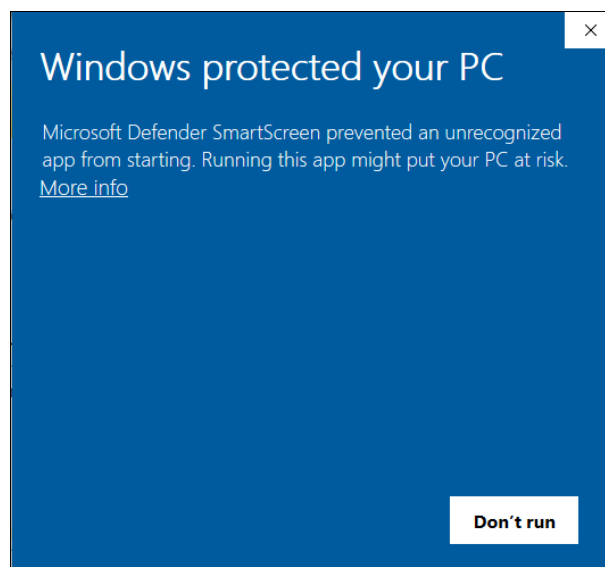 Windows protected your PC
Microsoft Defender SmartScreen prevented an unrecognized
app from starting. Running this app might put your PC at risk.
More info
Don't run